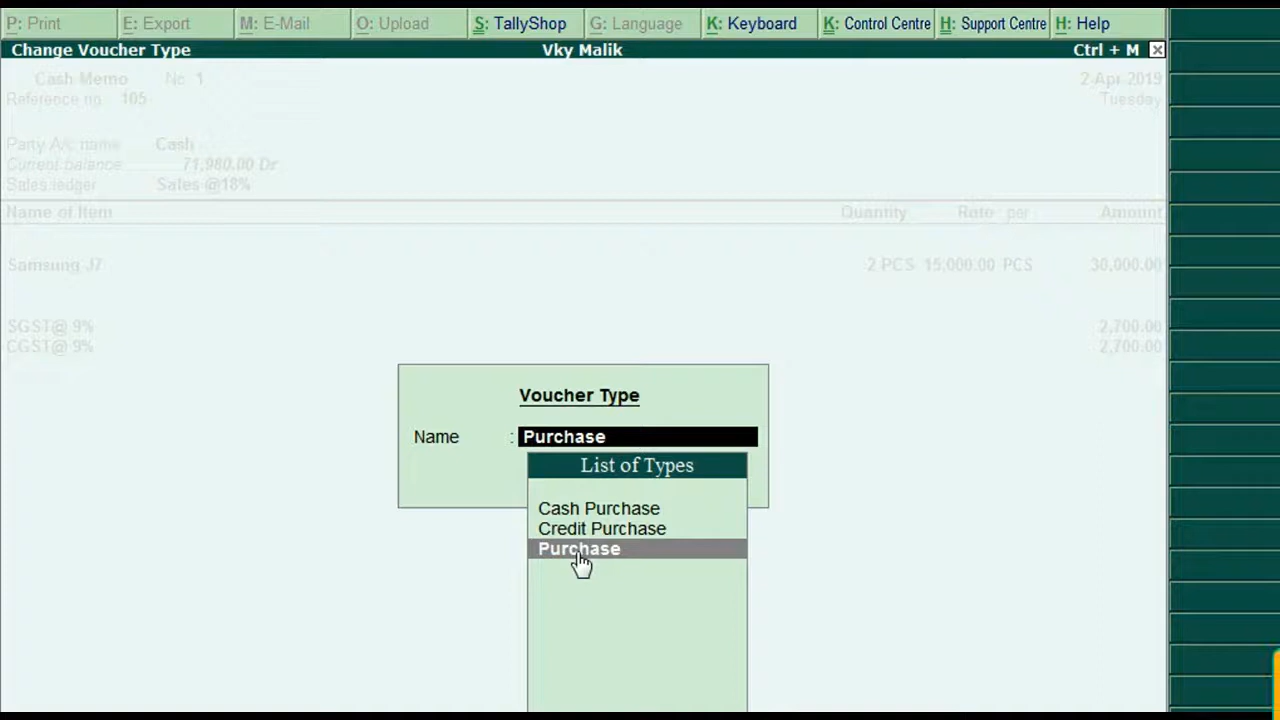 P: Print E: Export M: E-Mail O: Upload S: TallyShop G: Language K: Keyboard K: Control Centre H: Support Centre H: Help
Change Voucher Type Vky Malik Ctrl + M
Cash Memo No. 1 2-Apr-2019
Reference no. 105 Tuesday
Party A/c name Cash
Current balance 71,980.00 Dr
Sales ledger Sales @18%
Name of Item Quantity Rate per Amount
Samsung J7 2 PCS 15,000.00 PCS 30,000.00
SGST@ 9% 2,700.00
CGST@ 9% 2,700.00
Voucher Type
Name : Purchase
List of Types
Cash Purchase
Credit Purchase
Purchase